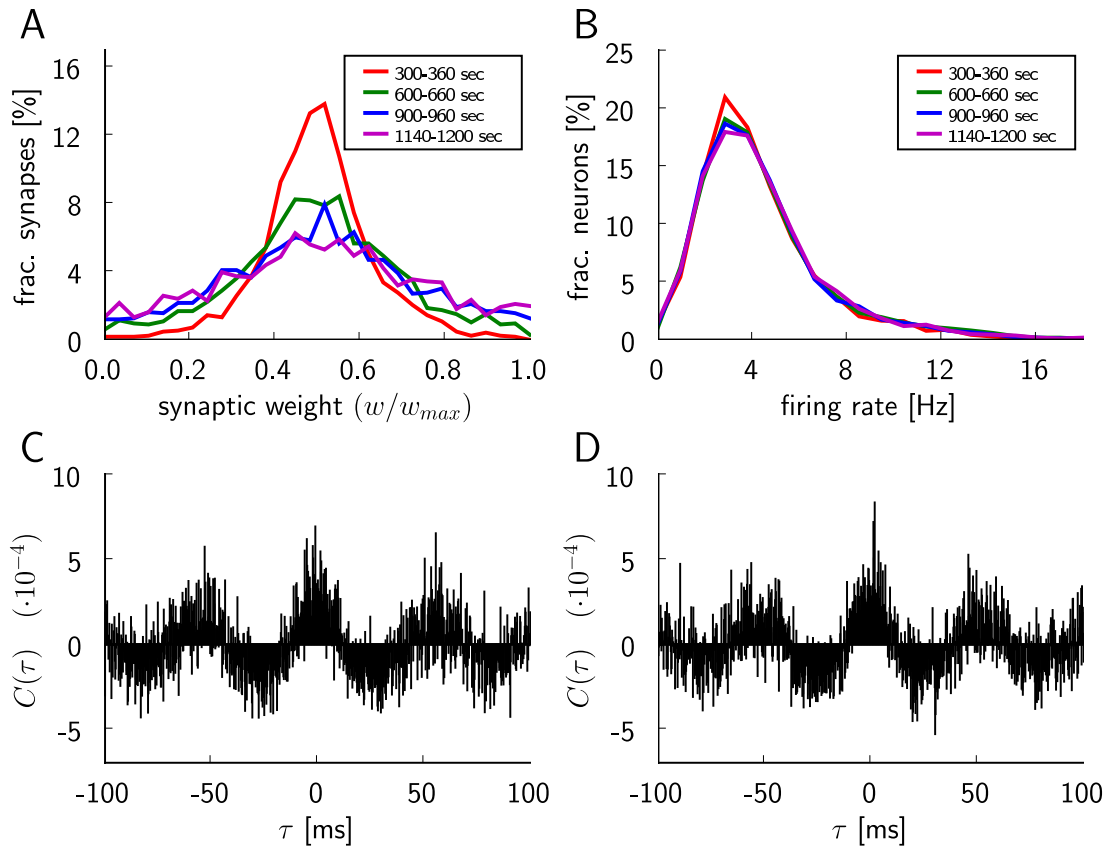 A
frac. synapses [%]
16
12
8
4
0
300-360 sec
600-660 sec
900-960 sec
1140-1200 sec
0.0 0.2 0.4 0.6 0.8 1.0
synaptic weight (w/w_max)
B
frac. neurons [%]
25
20
15
10
5
0
300-360 sec
600-660 sec
900-960 sec
1140-1200 sec
0 4 8 12 16
firing rate [Hz]
C
C(τ) (·10⁻⁴)
10
5
0
-5
-100 -50 0 50 100
τ [ms]
D
C(τ) (·10⁻⁴)
10
5
0
-5
-100 -50 0 50 100
τ [ms]